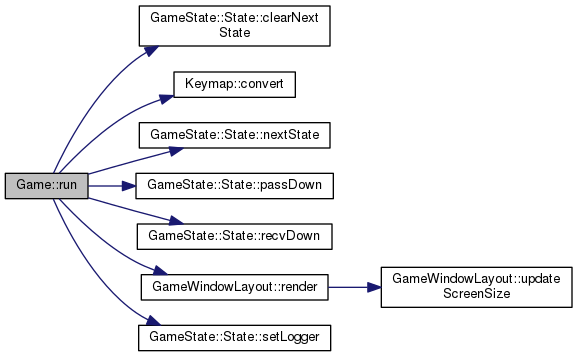 GameState::State::clearNext
State
Keymap::convert
GameState::State::nextState
Game::run
GameState::State::passDown
GameState::State::recvDown
GameWindowLayout::render
GameWindowLayout::update
ScreenSize
GameState::State::setLogger